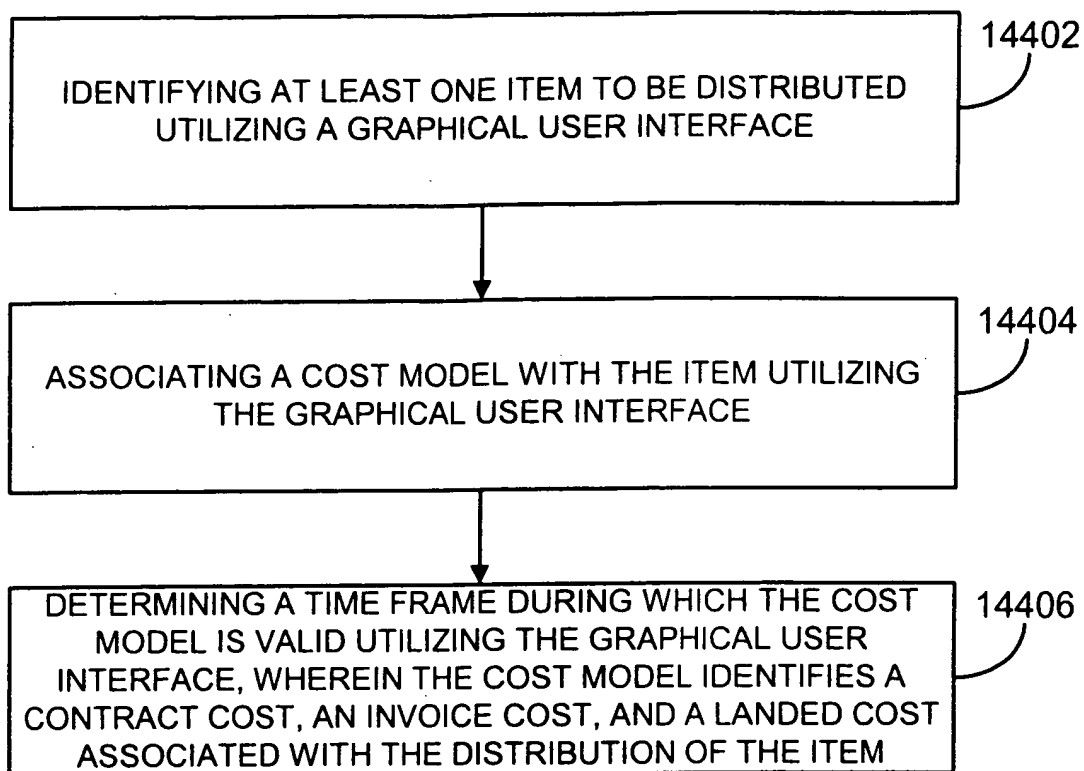 14402
IDENTIFYING AT LEAST ONE ITEM TO BE DISTRIBUTED
UTILIZING A GRAPHICAL USER INTERFACE
14404
ASSOCIATING A COST MODEL WITH THE ITEM UTILIZING
THE GRAPHICAL USER INTERFACE
14406
DETERMINING A TIME FRAME DURING WHICH THE COST
MODEL IS VALID UTILIZING THE GRAPHICAL USER
INTERFACE, WHEREIN THE COST MODEL IDENTIFIES A
CONTRACT COST, AN INVOICE COST, AND A LANDED COST
ASSOCIATED WITH THE DISTRIBUTION OF THE ITEM